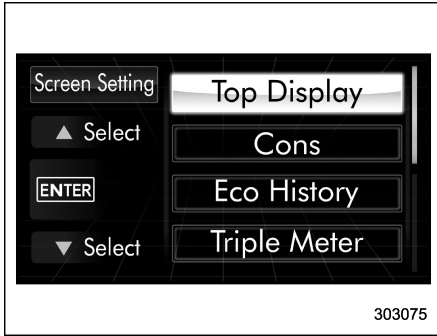 Screen Setting
Top Display
▲ Select
Cons
ENTER
Eco History
▼ Select
Triple Meter
303075